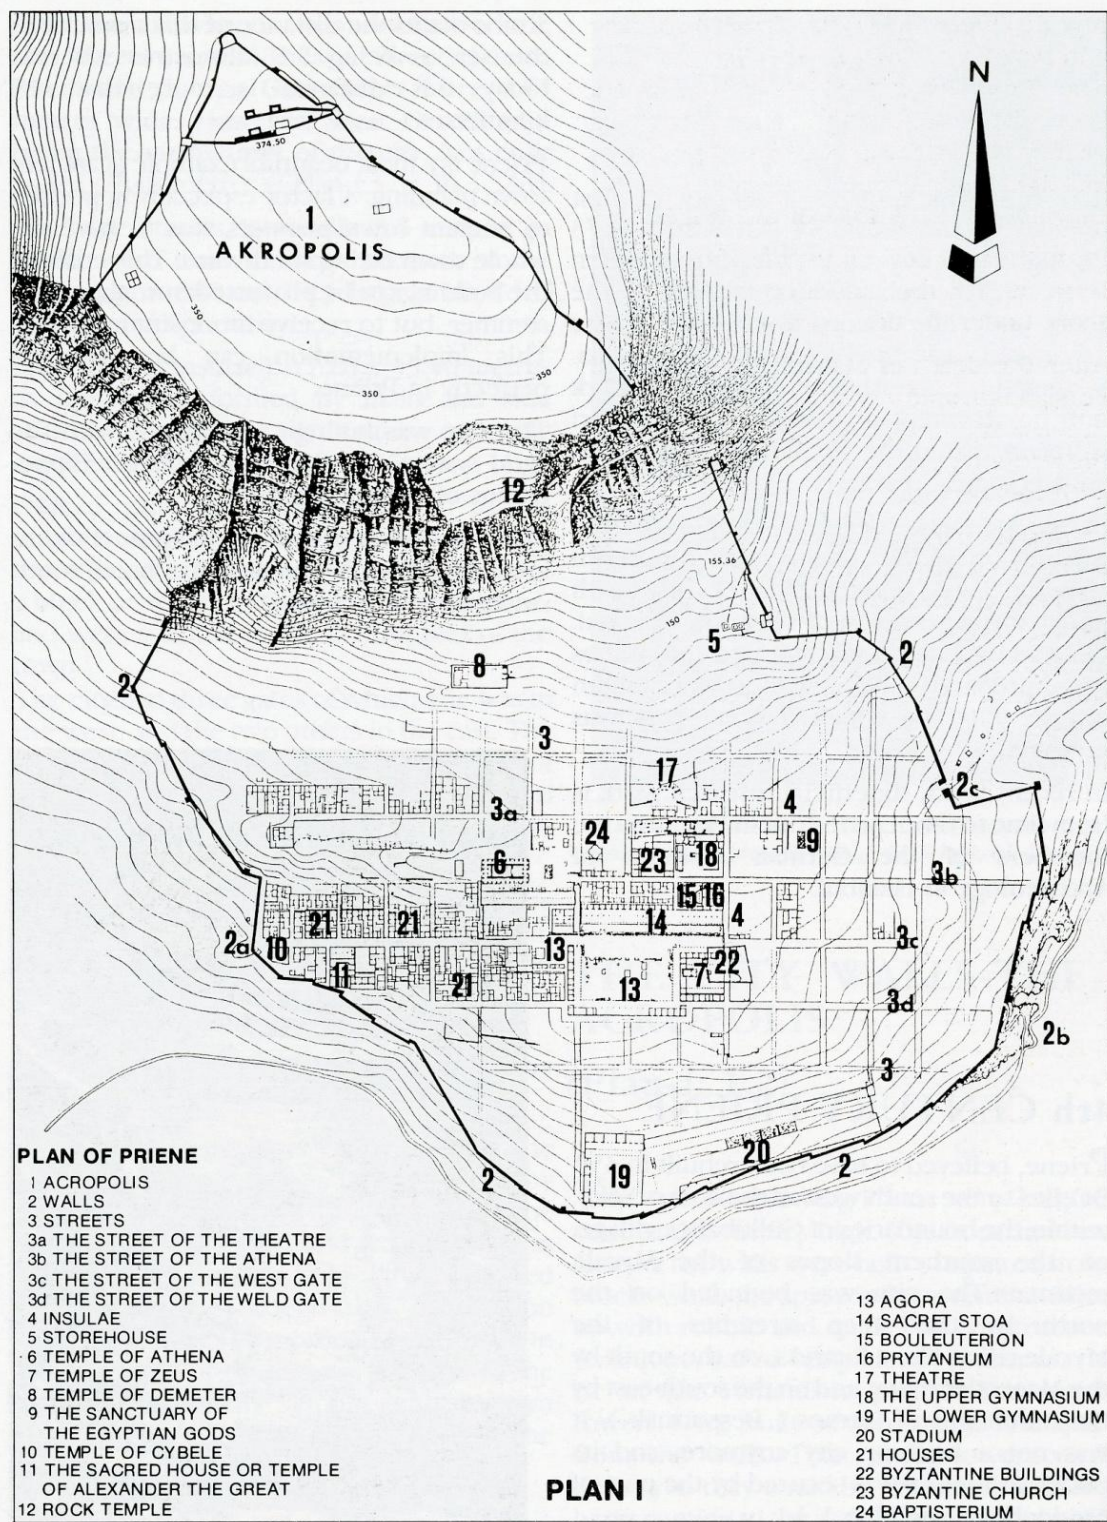 N
374.50
1
AKROPOLIS
350
350
350
12
155.36
150
5
2
8
2
3
17
2c
3a
4
24
9
6
23
18
3b
15
16
21
21
14
4
2a
10
13
3c
11
21
13
7
22
3d
2b
3
20
2
19
2
PLAN OF PRIENE
1 ACROPOLIS
2 WALLS
3 STREETS
3a THE STREET OF THE THEATRE
3b THE STREET OF THE ATHENA
3c THE STREET OF THE WEST GATE
3d THE STREET OF THE WELD GATE
4 INSULAE
5 STOREHOUSE
6 TEMPLE OF ATHENA
7 TEMPLE OF ZEUS
8 TEMPLE OF DEMETER
9 THE SANCTUARY OF
THE EGYPTIAN GODS
10 TEMPLE OF CYBELE
11 THE SACRED HOUSE OR TEMPLE
OF ALEXANDER THE GREAT
12 ROCK TEMPLE
PLAN I
13 AGORA
14 SACRET STOA
15 BOULEUTERION
16 PRYTANEUM
17 THEATRE
18 THE UPPER GYMNASIUM
19 THE LOWER GYMNASIUM
20 STADIUM
21 HOUSES
22 BYZTANTINE BUILDINGS
23 BYZANTINE CHURCH
24 BAPTISTERIUM